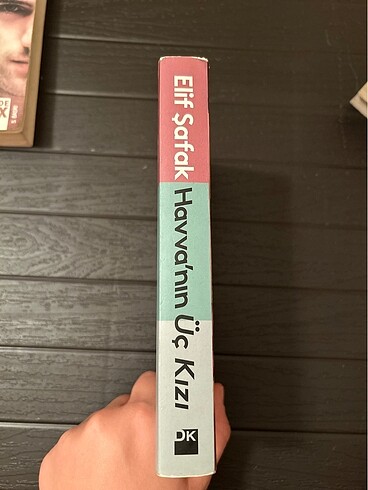 Elif Şafak Havva'nın Üç Kızı
DK